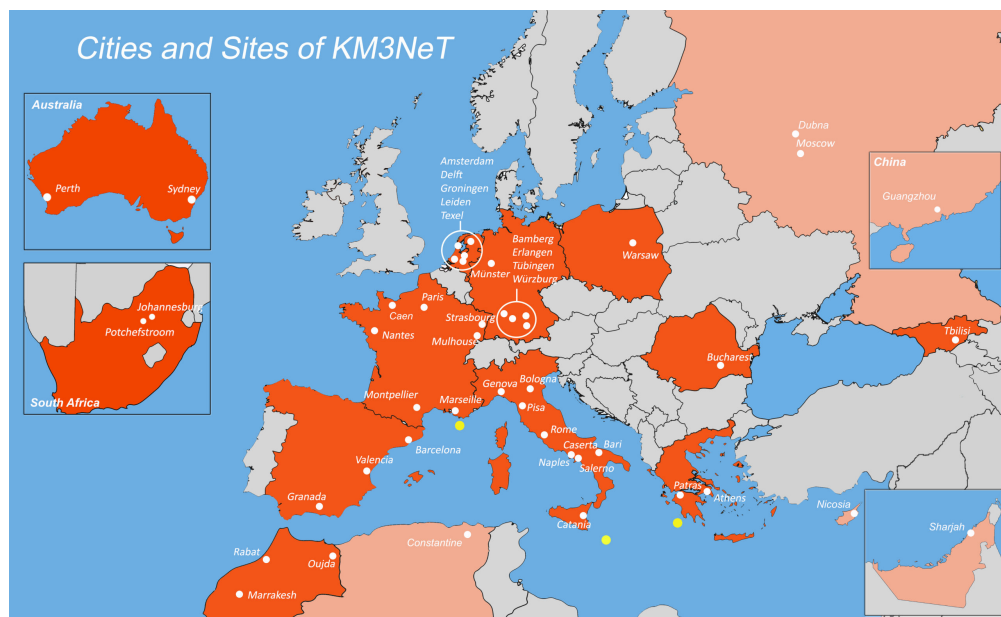 Cities and Sites of KM3NeT
Australia
Perth
Sydney
Johannesburg
Potchefstroom
South Africa
Amsterdam
Delft
Groningen
Leiden
Texel
Bamberg
Erlangen
Tübingen
Würzburg
Münster
Warsaw
Dubna
Moscow
China
Guangzhou
Paris
Caen
Strasbourg
Nantes
Mulhouse
Tbilisi
Bucharest
Montpellier
Marseille
Genova
Bologna
Pisa
Rome
Barcelona
Caserta
Bari
Naples
Salerno
Valencia
Granada
Catania
Patras
Athens
Nicosia
Sharjah
Constantine
Rabat
Oujda
Marrakesh